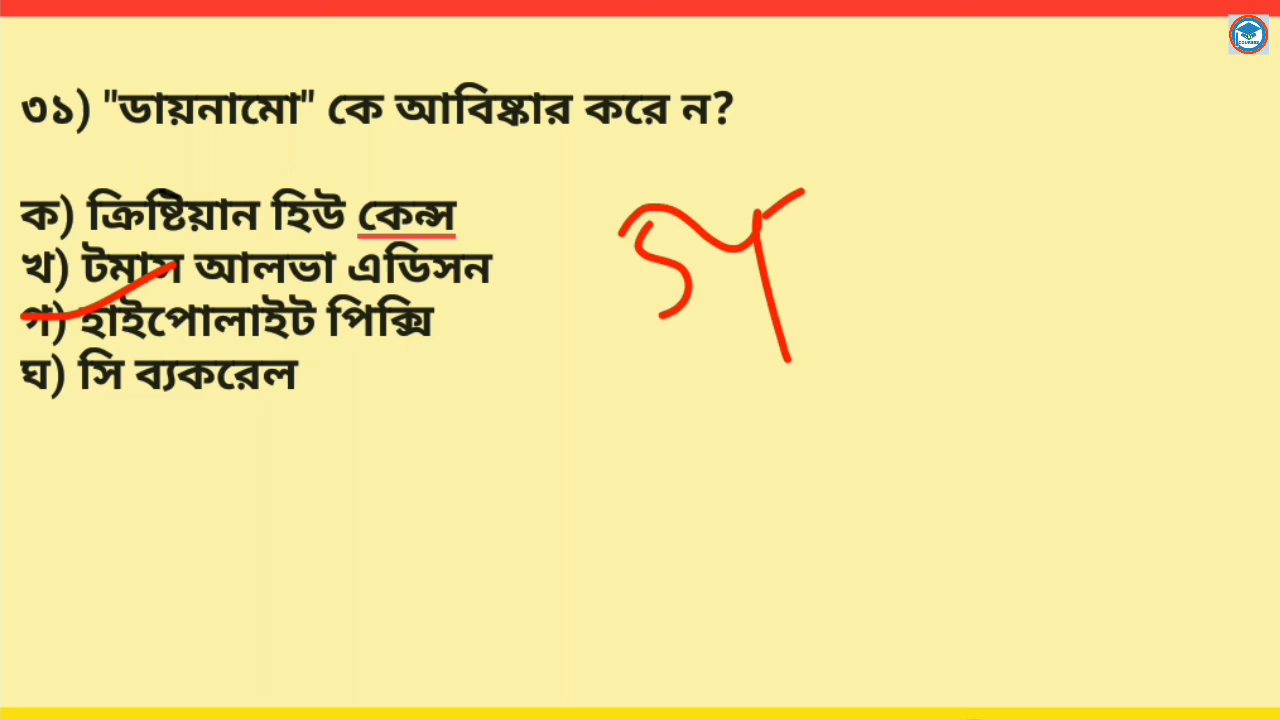 ৩১) "ডায়নামো" কে আবিষ্কার করে ন?
ক) ক্রিষ্টিয়ান হিউ কেন্স
খ) টমাস আলভা এডিসন
গ) হাইপোলাইট পিক্সি
ঘ) সি ব্যকরেল